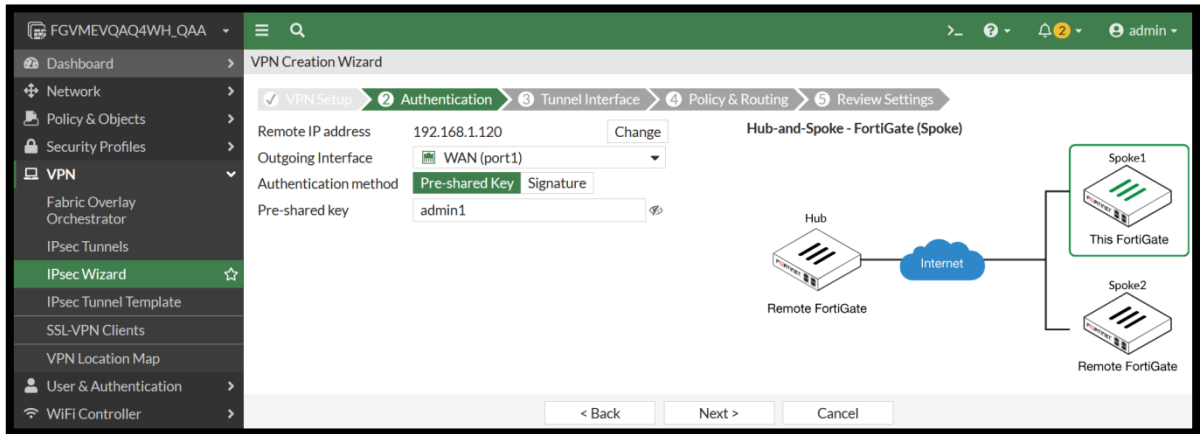 FGVMEVQAQ4WH_QAA
>_ 2 admin
Dashboard
Network
Policy & Objects
Security Profiles
VPN
Fabric Overlay
Orchestrator
IPsec Tunnels
IPsec Wizard
IPsec Tunnel Template
SSL-VPN Clients
VPN Location Map
User & Authentication
WiFi Controller
VPN Creation Wizard
VPN Setup 2 Authentication 3 Tunnel Interface 4 Policy & Routing 5 Review Settings
Remote IP address 192.168.1.120 Change
Outgoing Interface WAN (port1)
Authentication method Pre-shared Key Signature
Pre-shared key admin1
Hub-and-Spoke - FortiGate (Spoke)
Spoke1
FORTINET
This FortiGate
Hub
FORTINET
Internet
Remote FortiGate
Spoke2
FORTINET
Remote FortiGate
< Back Next > Cancel